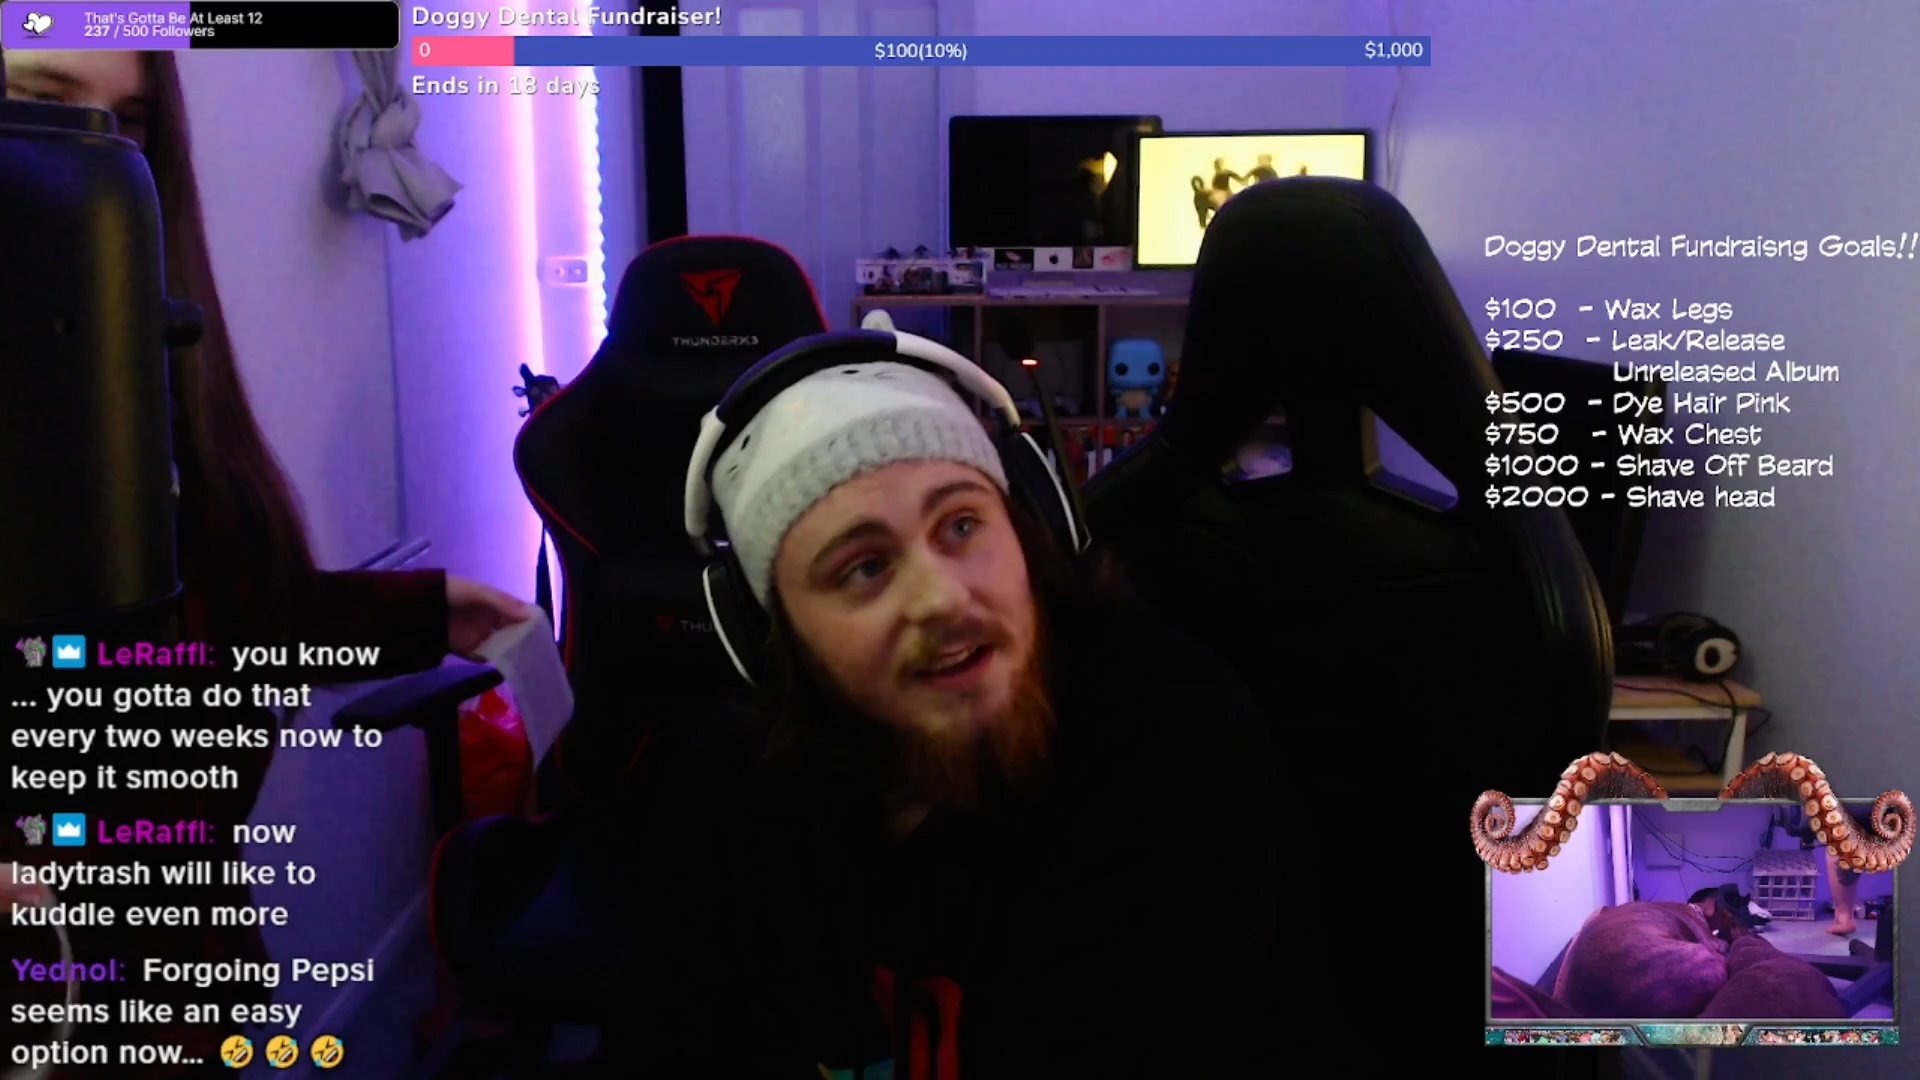 That's Gotta Be At Least 12
237 / 500 Followers
Doggy Dental Fundraiser!
0 $100(10%) $1,000
Ends in 18 days
THUNDERX3
Doggy Dental Fundraisng Goals!!
$100 - Wax Legs
$250 - Leak/Release
Unreleased Album
$500 - Dye Hair Pink
$750 - Wax Chest
$1000 - Shave Off Beard
$2000 - Shave head
THU
LeRaffl: you know
... you gotta do that
every two weeks now to
keep it smooth
LeRaffl: now
ladytrash will like to
kuddle even more
Yednol: Forgoing Pepsi
seems like an easy
option now... 🤣 🤣 🤣